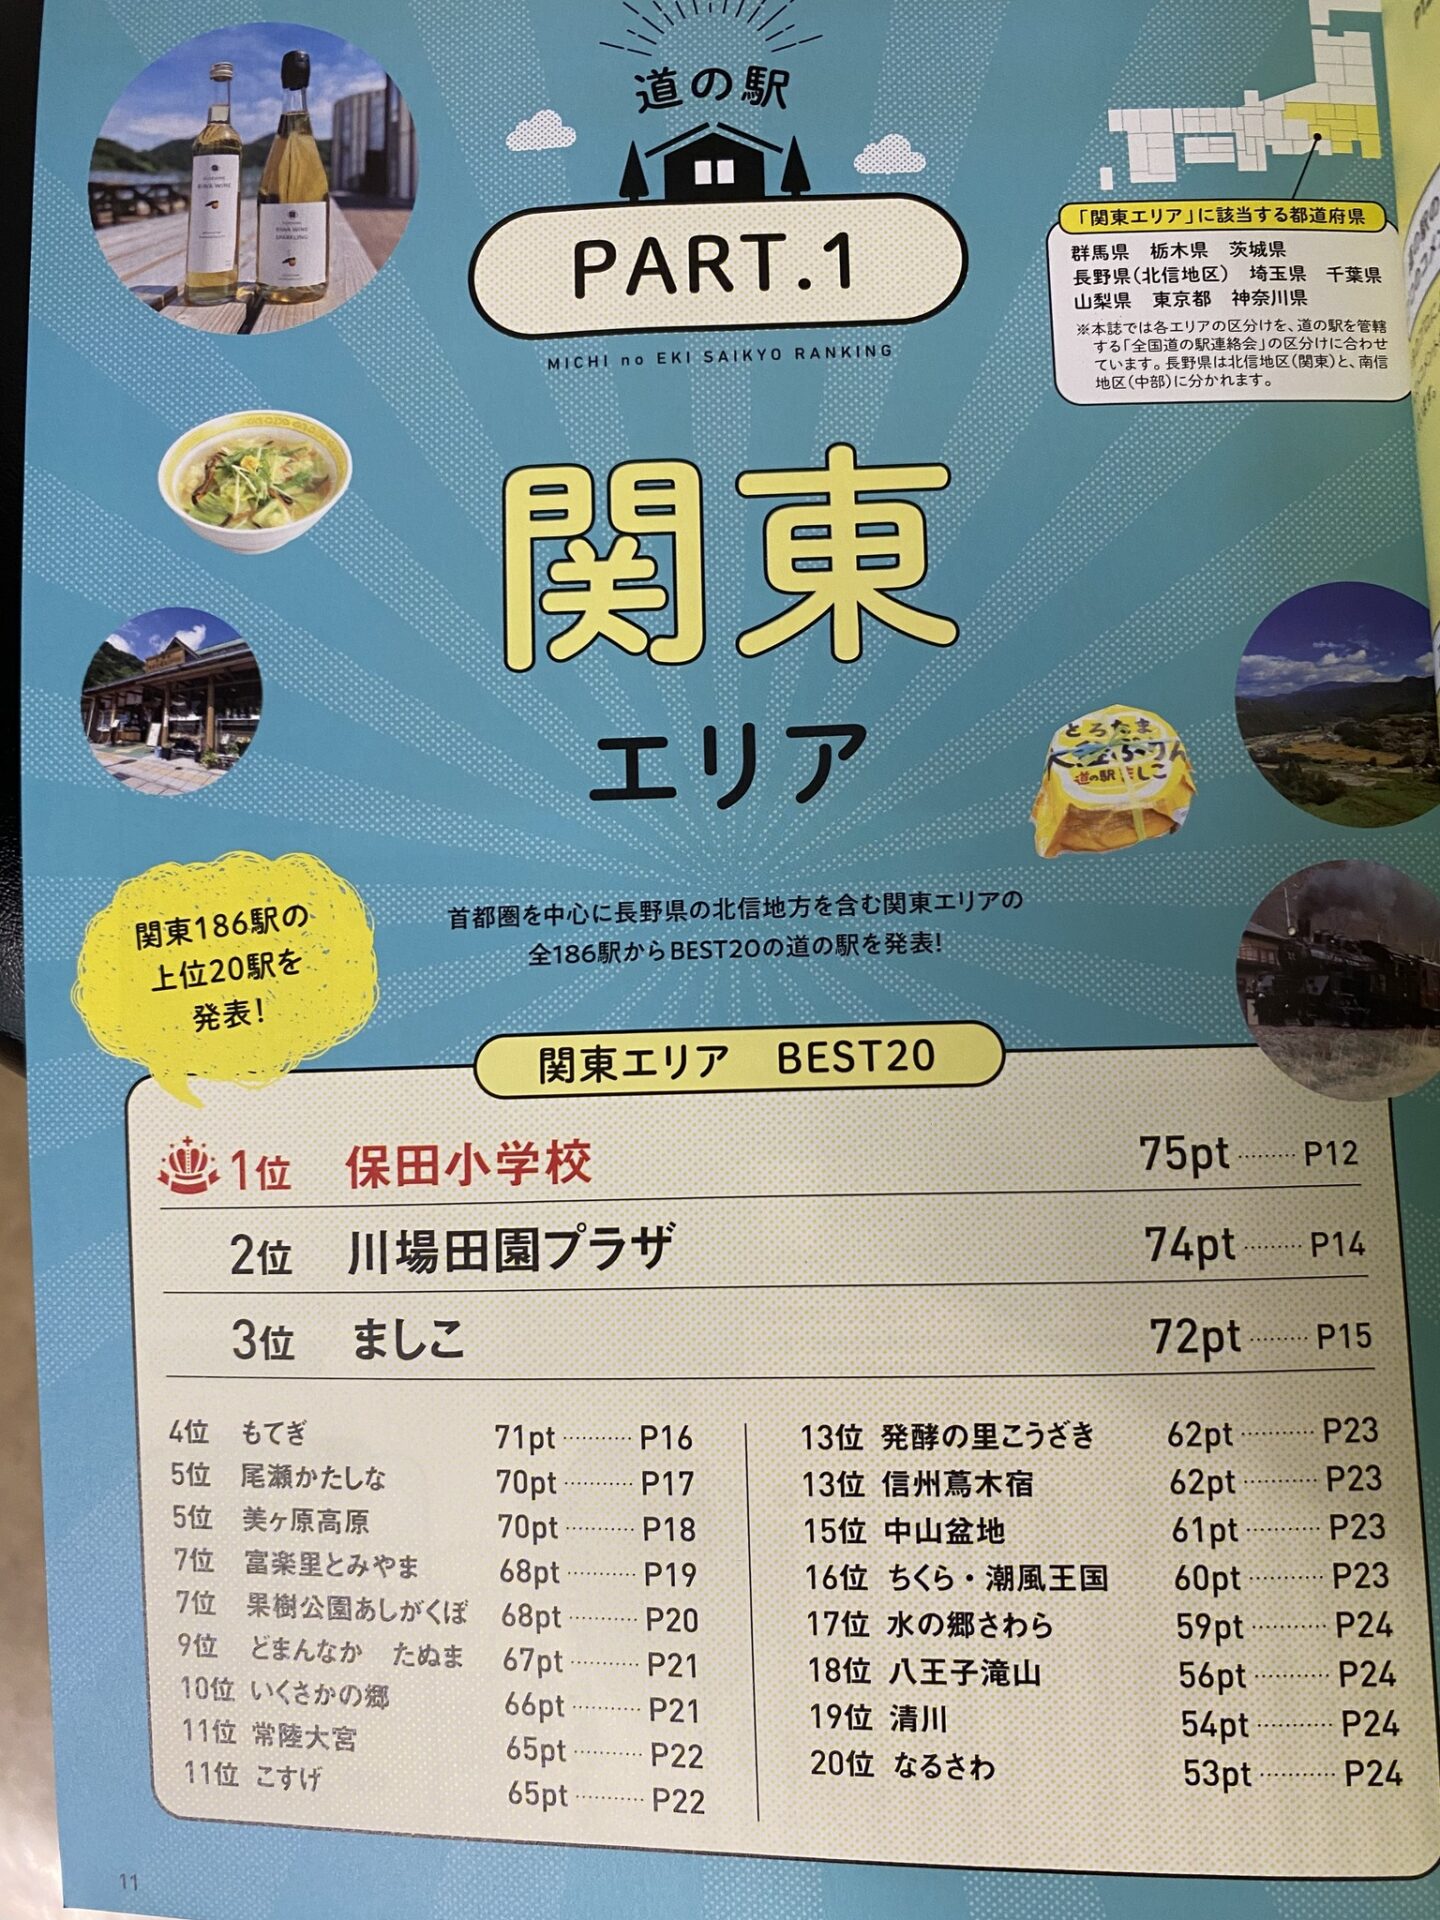 道の駅
PART.1
MICHI no EKI SAIKYO RANKING
「関東エリア」に該当する都道府県
群馬県 栃木県 茨城県
長野県(北信地区) 埼玉県 千葉県
山梨県 東京都 神奈川県
※本誌では各エリアの区分けを、道の駅を管轄
する「全国道の駅連絡会」の区分けに合わせ
ています。長野県は北信地区(関東)と、南信
地区(中部)に分かれます。
関東
エリア
とろたま
道の駅ましこ
関東186駅の
上位20駅を
発表!
首都圏を中心に長野県の北信地方を含む関東エリアの
全186駅からBEST20の道の駅を発表!
関東エリア BEST20
1位 保田小学校 75pt ········· P12
2位 川場田園プラザ 74pt ········· P14
3位 ましこ 72pt ········· P15
4位 もてぎ 71pt ·········· P16
5位 尾瀬かたしな 70pt ·········· P17
5位 美ヶ原高原 70pt ·········· P18
7位 富楽里とみやま 68pt ·········· P19
7位 果樹公園あしがくぼ 68pt ·········· P20
9位 どまんなか たぬま 67pt ·········· P21
10位 いくさかの郷 66pt ·········· P21
11位 常陸大宮 65pt ·········· P22
11位 こすげ 65pt ·········· P22
13位 発酵の里こうざき 62pt ·········· P23
13位 信州蔦木宿 62pt ·········· P23
15位 中山盆地 61pt ·········· P23
16位 ちくら・潮風王国 60pt ·········· P23
17位 水の郷さわら 59pt ·········· P24
18位 八王子滝山 56pt ·········· P24
19位 清川 54pt ·········· P24
20位 なるさわ 53pt ·········· P24
11